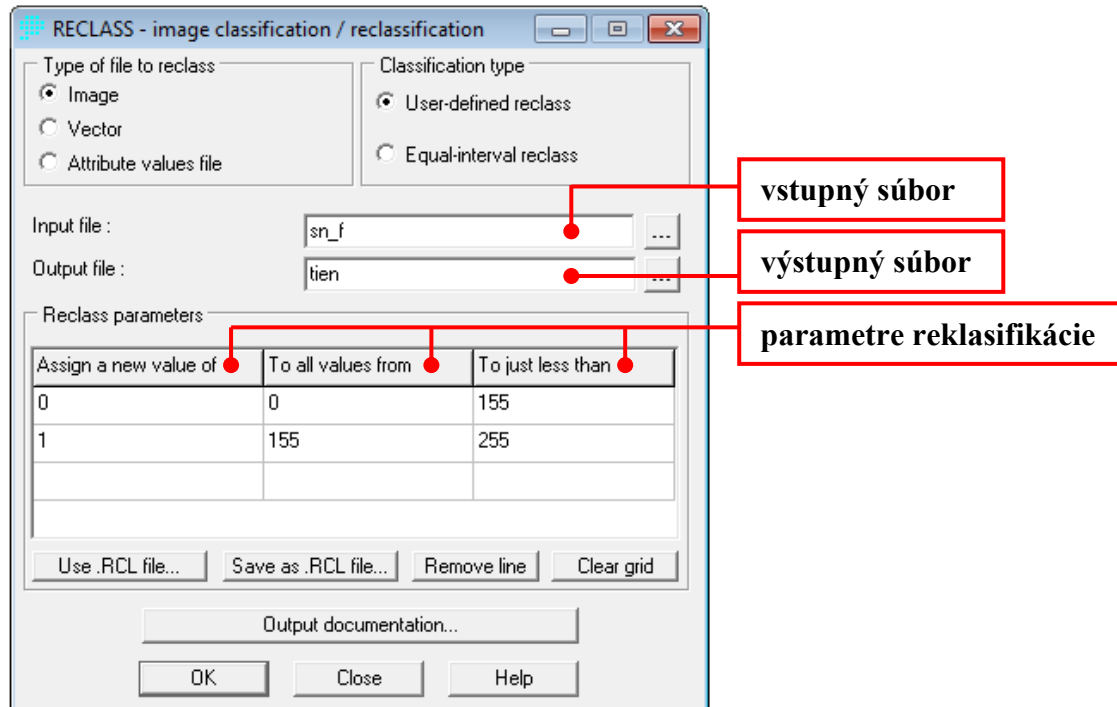 RECLASS - image classification / reclassification
Type of file to reclass
Image
Vector
Attribute values file
Classification type
User-defined reclass
Equal-interval reclass
Input file :
sn_f
...
vstupný súbor
Output file :
tien
...
výstupný súbor
Reclass parameters
parametre reklasifikácie
Assign a new value of To all values from To just less than
0 0 155
1 155 255
Use .RCL file... Save as .RCL file... Remove line Clear grid
Output documentation...
OK Close Help